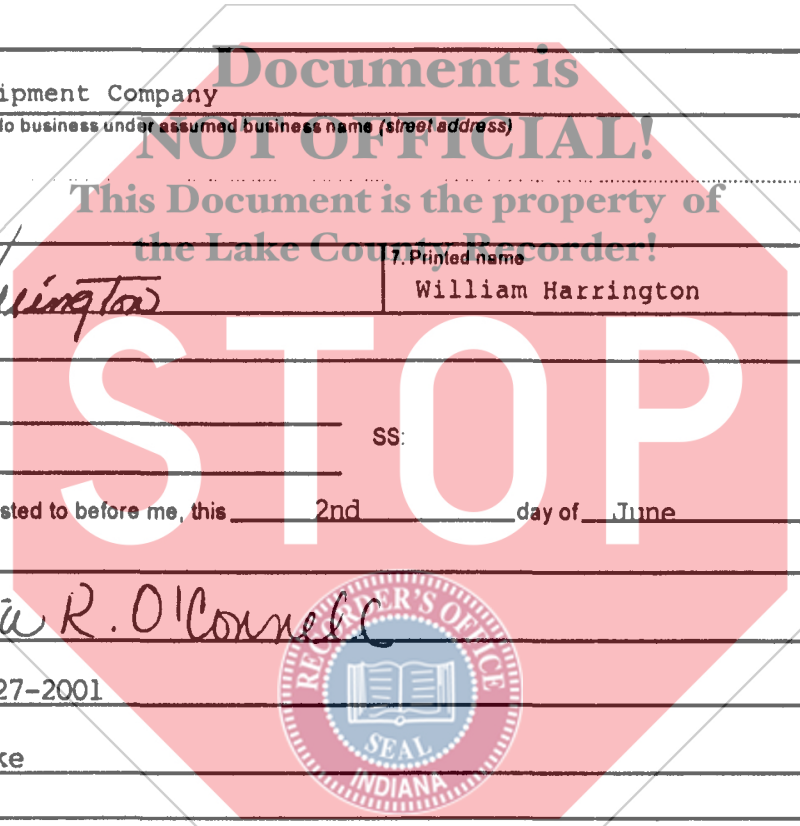 Document is
ipment Company
do business under assumed business name (street address)
NOT OFFICIAL!
This Document is the property of
the Lake County Recorder!
7. Printed name
William Harrington
STOP
SS:
sted to before me, this 2nd day of June
R. O'Connell
RECORDER'S OFFICE
27-2001
SEAL
INDIANA